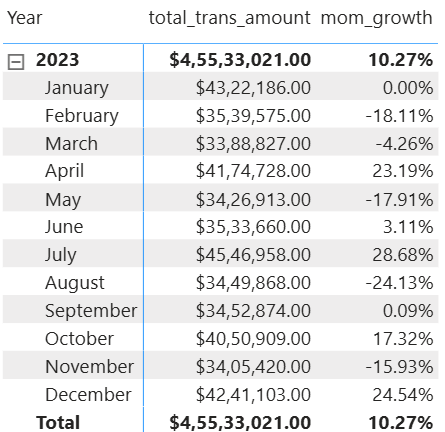 Year total_trans_amount mom_growth
2023 $4,55,33,021.00 10.27%
January $43,22,186.00 0.00%
February $35,39,575.00 -18.11%
March $33,88,827.00 -4.26%
April $41,74,728.00 23.19%
May $34,26,913.00 -17.91%
June $35,33,660.00 3.11%
July $45,46,958.00 28.68%
August $34,49,868.00 -24.13%
September $34,52,874.00 0.09%
October $40,50,909.00 17.32%
November $34,05,420.00 -15.93%
December $42,41,103.00 24.54%
Total $4,55,33,021.00 10.27%